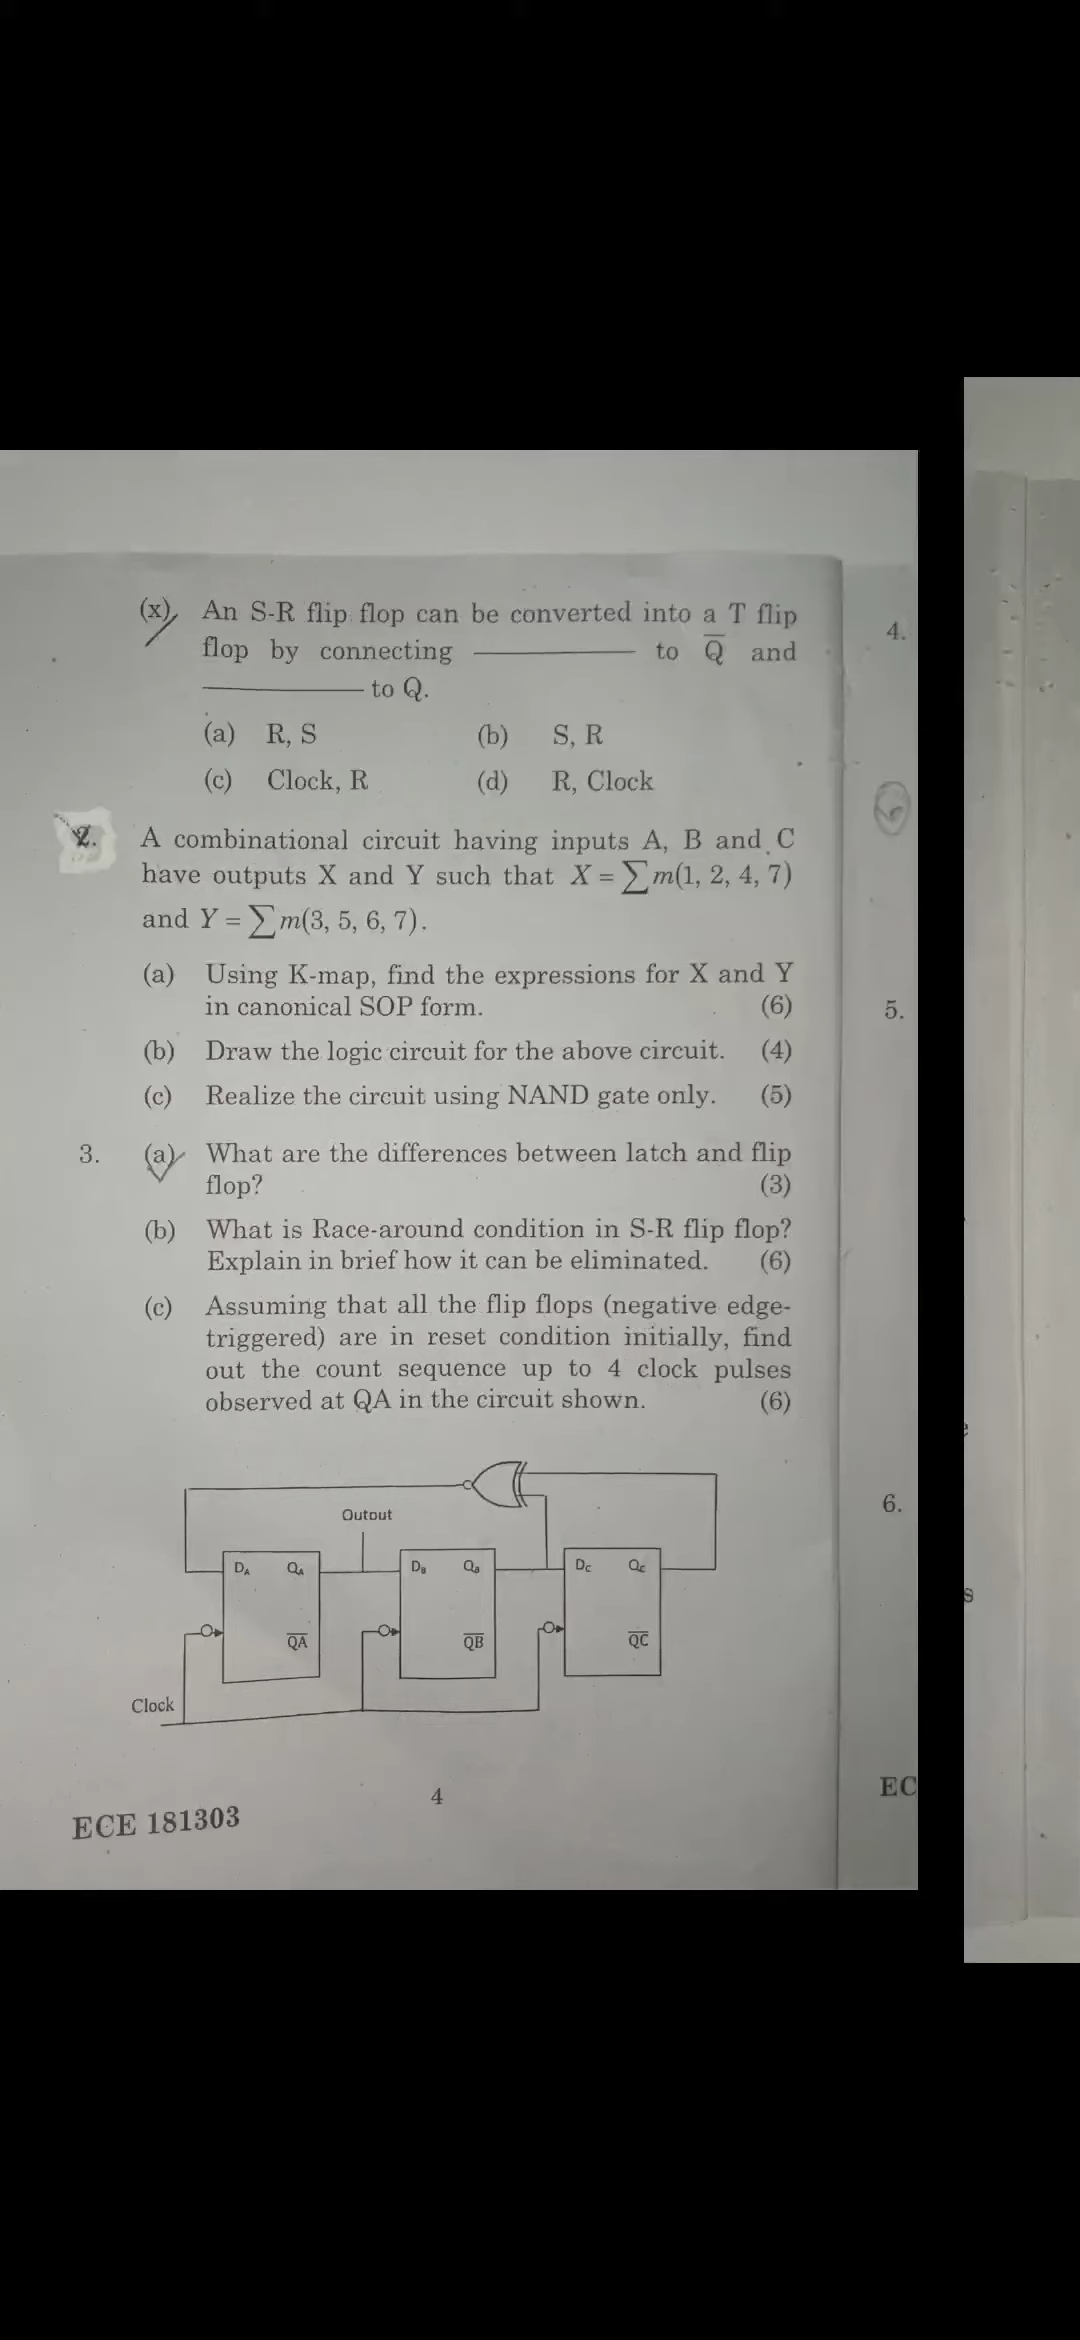 (x) An S-R flip flop can be converted into a T flip
flop by connecting ________ to Q̅ and
________ to Q.
(a) R, S (b) S, R
(c) Clock, R (d) R, Clock
2. A combinational circuit having inputs A, B and C
have outputs X and Y such that X = ∑m(1, 2, 4, 7)
and Y = ∑m(3, 5, 6, 7).
(a) Using K-map, find the expressions for X and Y
in canonical SOP form. (6)
(b) Draw the logic circuit for the above circuit. (4)
(c) Realize the circuit using NAND gate only. (5)
3. (a) What are the differences between latch and flip
flop? (3)
(b) What is Race-around condition in S-R flip flop?
Explain in brief how it can be eliminated. (6)
(c) Assuming that all the flip flops (negative edge-
triggered) are in reset condition initially, find
out the count sequence up to 4 clock pulses
observed at QA in the circuit shown. (6)
Outout
DA QA DB QB DC QC
Q̅A̅ Q̅B̅ Q̅C̅
Clock
4
ECE 181303
4.
5.
6.
EC